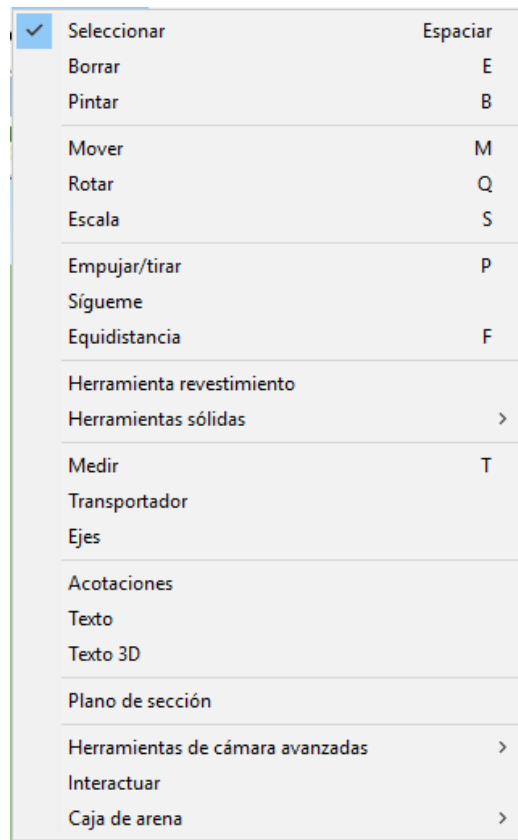 Seleccionar Espaciar
Borrar E
Pintar B
Mover M
Rotar Q
Escala S
Empujar/tirar P
Sígueme
Equidistancia F
Herramienta revestimiento
Herramientas sólidas
Medir T
Transportador
Ejes
Acotaciones
Texto
Texto 3D
Plano de sección
Herramientas de cámara avanzadas
Interactuar
Caja de arena